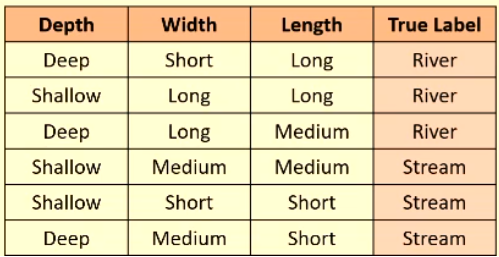 Depth Width Length True Label
Deep Short Long River
Shallow Long Long River
Deep Long Medium River
Shallow Medium Medium Stream
Shallow Short Short Stream
Deep Medium Short Stream